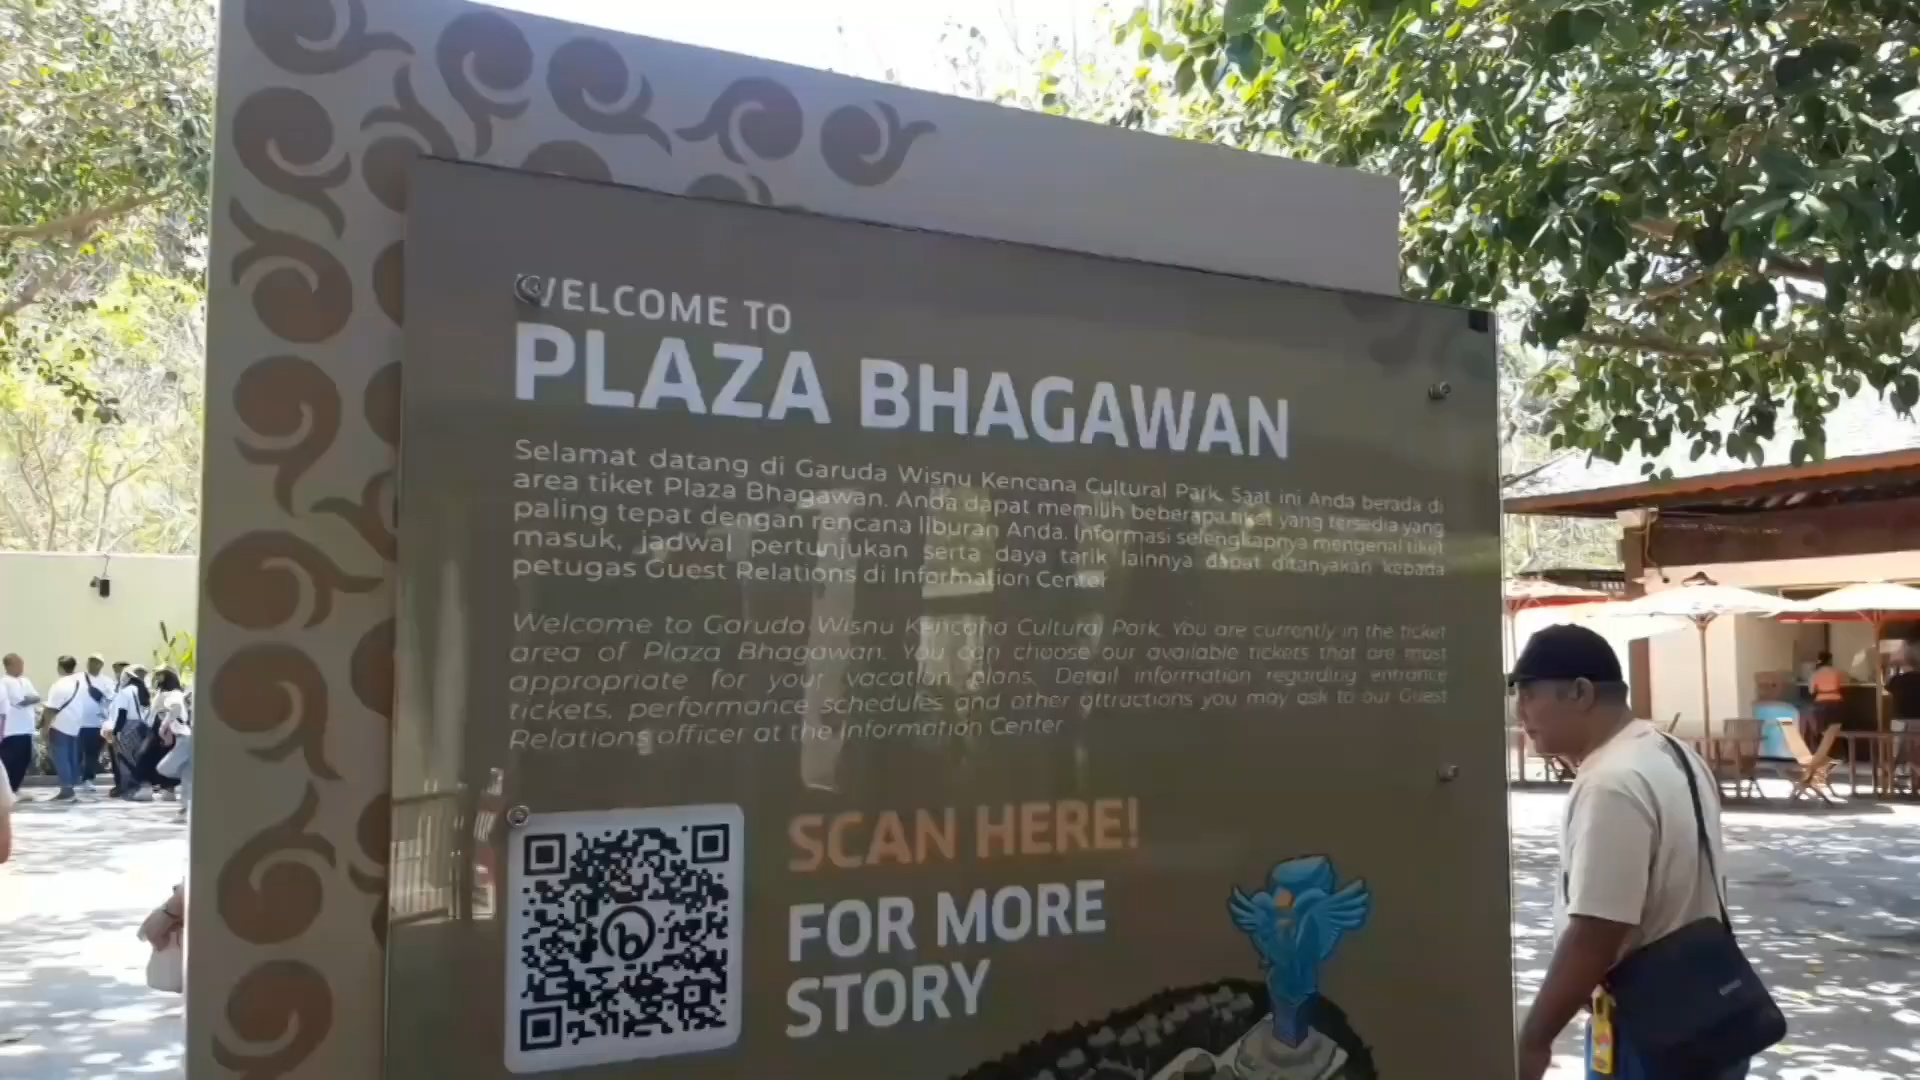 WELCOME TO
PLAZA BHAGAWAN
Selamat datang di Garuda Wisnu Kencana Cultural Park. Saat ini Anda berada di
area tiket Plaza Bhagawan. Anda dapat memilih beberapa tiket yang tersedia yang
paling tepat dengan rencana liburan Anda. Informasi selengkapnya mengenai tiket
masuk, jadwal pertunjukan serta daya tarik lainnya dapat ditanyakan kepada
petugas Guest Relations di Information Center
Welcome to Garuda Wisnu Kencana Cultural Park. You are currently in the ticket
area of Plaza Bhagawan. You can choose our available tickets that are most
appropriate for your vacation plans. Detail information regarding entrance
tickets, performance schedules and other attractions you may ask to our Guest
Relations officer at the Information Center
SCAN HERE!
FOR MORE
STORY
b